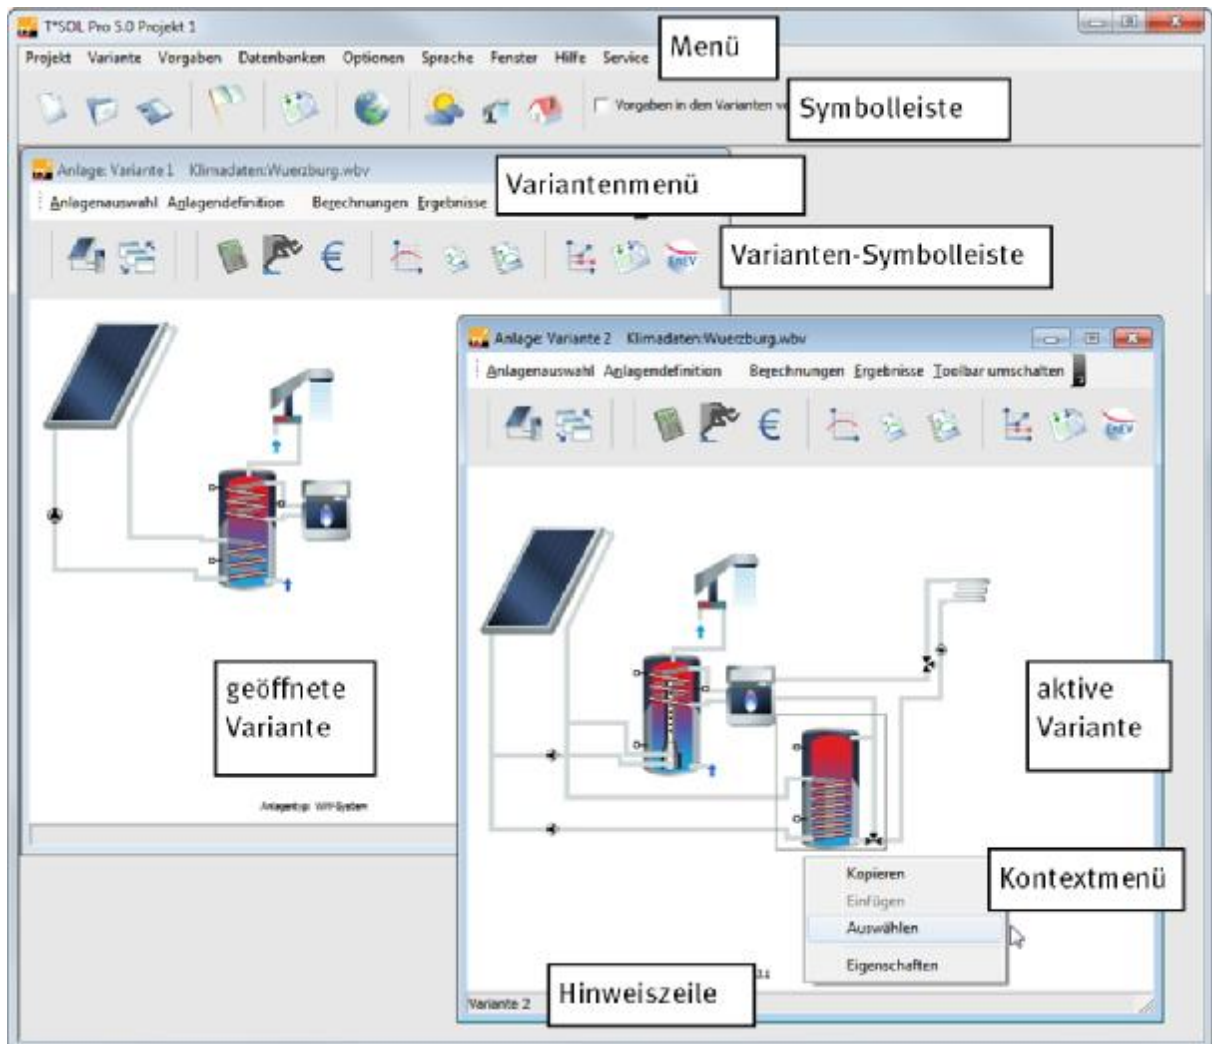 T*SOL Pro 5.0 Projekt 1
Menü
Projekt Variante Vorgaben Datenbanken Optionen Sprache Fenster Hilfe Service
Vorgaben in den Varianten
Symbolleiste
Anlage: Variante 1 Klimadaten:Wuerzburg.wbv
Variantenmenü
Anlagenauswahl Anlagendefinition Berechnungen Ergebnisse
EnEV
Varianten-Symbolleiste
Anlage: Variante 2 Klimadaten:Wuerzburg.wbv
Anlagenauswahl Anlagendefinition Berechnungen Ergebnisse Toolbar umschalten
EnEV
geöffnete
Variante
aktive
Variante
Anlagentyp: WW-System
Kopieren
Einfügen
Auswählen
Eigenschaften
Kontextmenü
Hinweiszeile
Variante 2